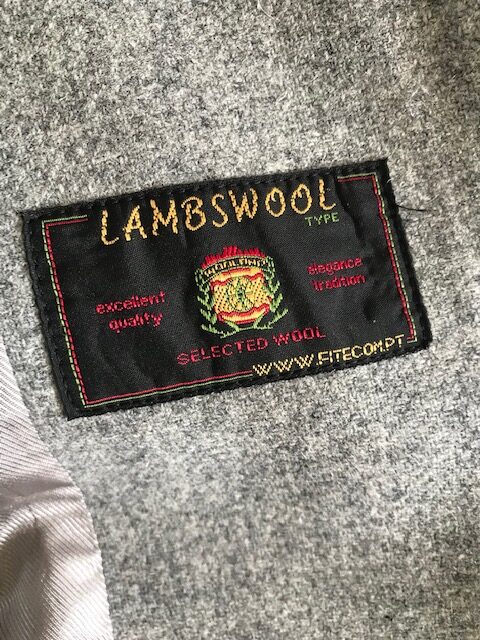 LAMBSWOOL
TYPE
excellent
quality
elegance
tradition
SELECTED WOOL
WWW.FITECOM.PT